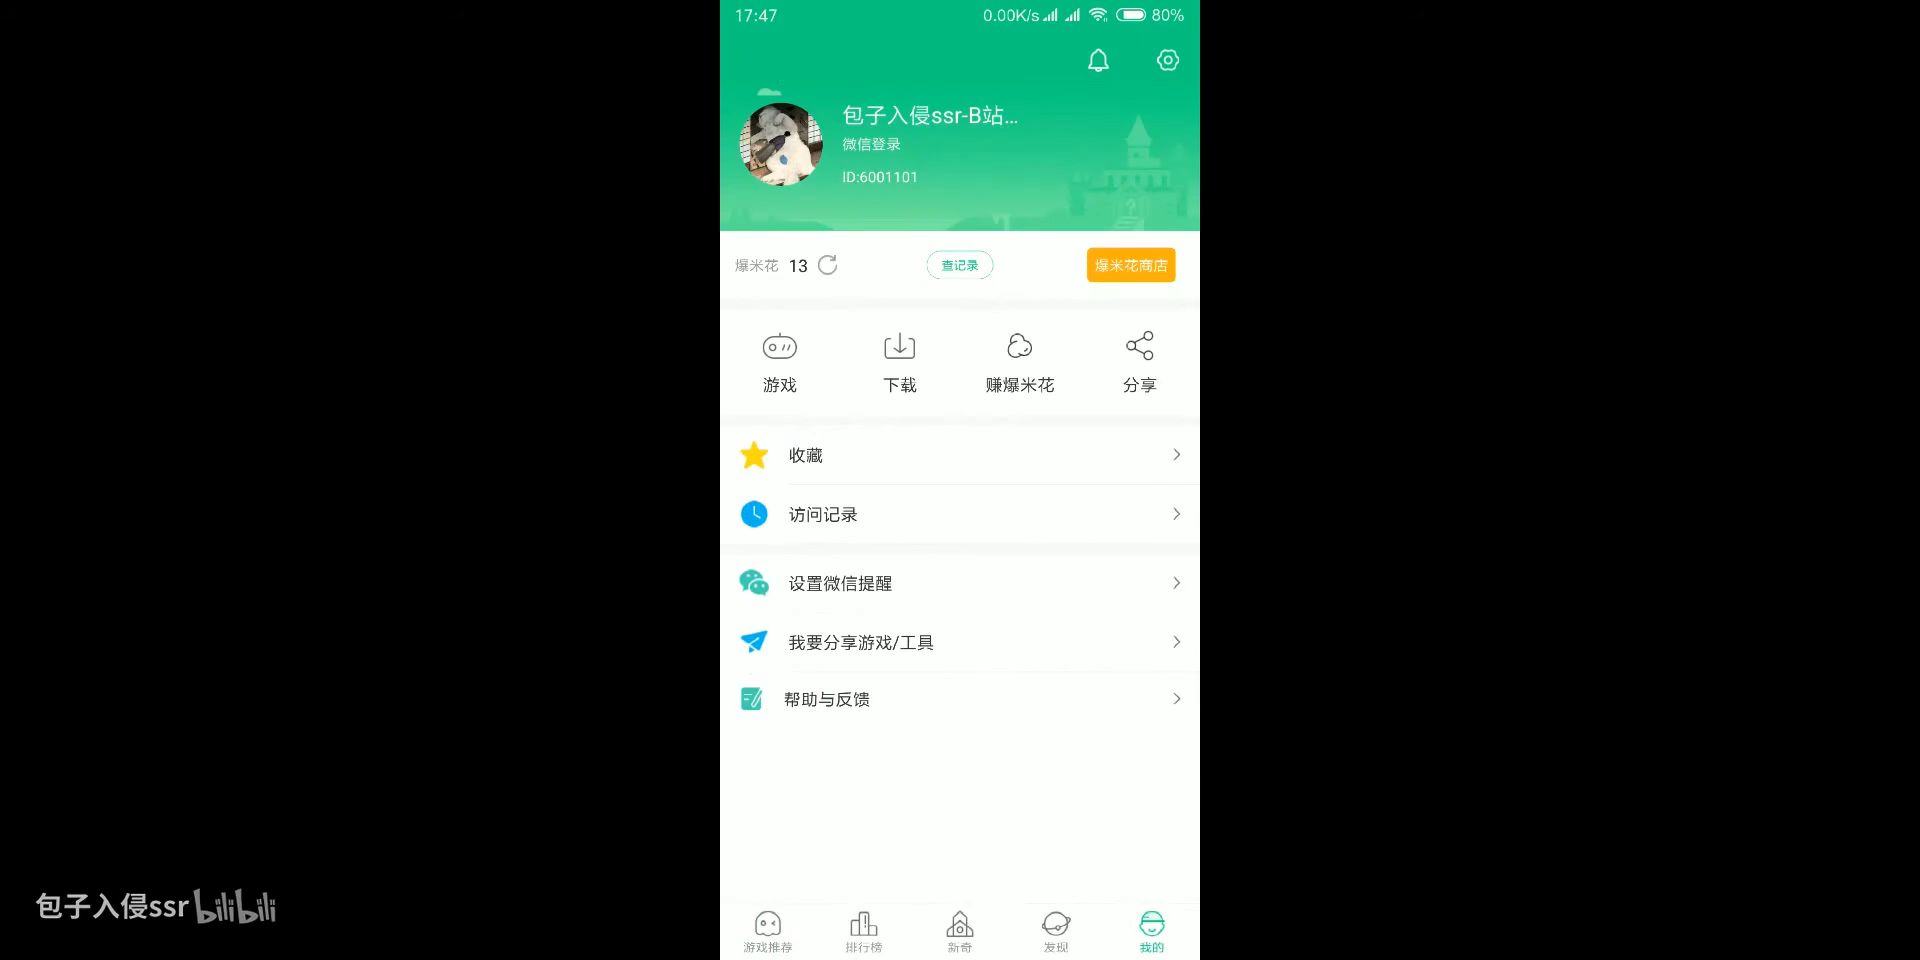 17:47
0.00K/s
80%
包子入侵ssr-B站...
微信登录
ID:6001101
爆米花 13
查记录
爆米花商店
游戏
下载
赚爆米花
分享
收藏
访问记录
设置微信提醒
我要分享游戏/工具
帮助与反馈
游戏推荐
排行榜
新奇
发现
我的
包子入侵ssr bilibili